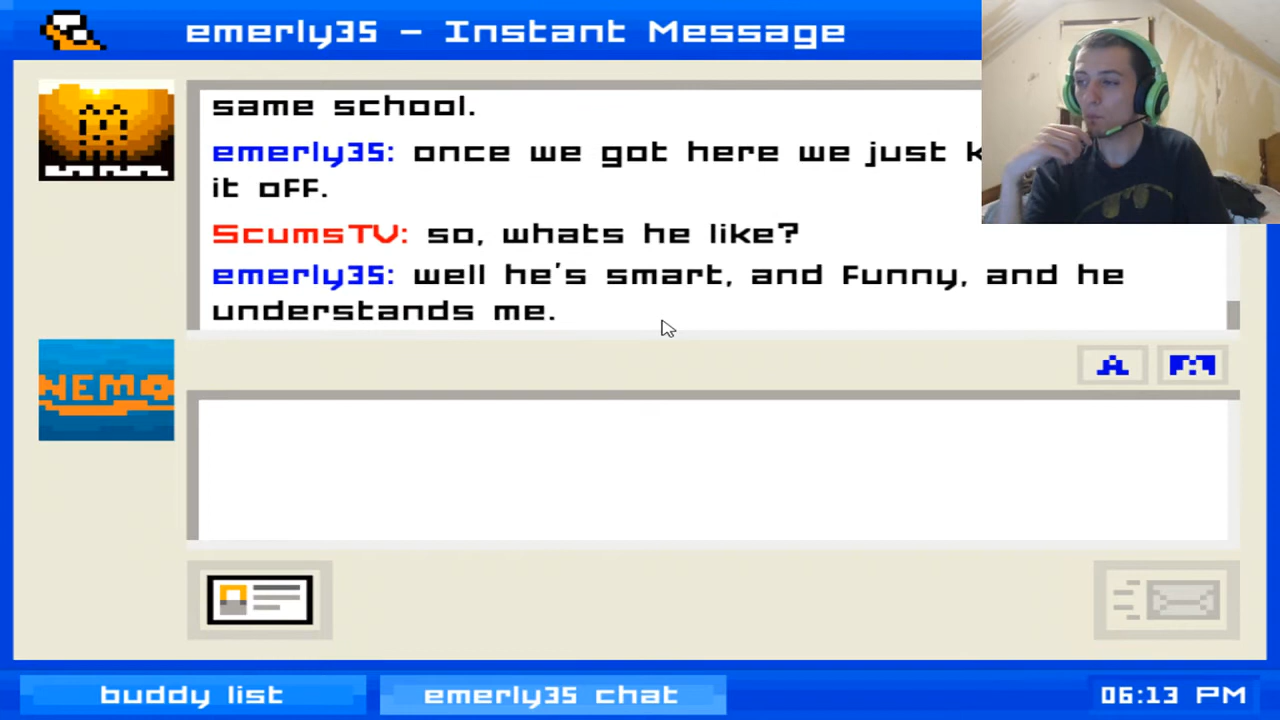 emerly35 - Instant Message
same school.
emerly35: once we got here we just
it off.
ScumsTV: so, whats he like?
emerly35: well he's smart, and funny, and he
understands me.
NEMO
A
buddy list
emerly35 chat
06:13 PM